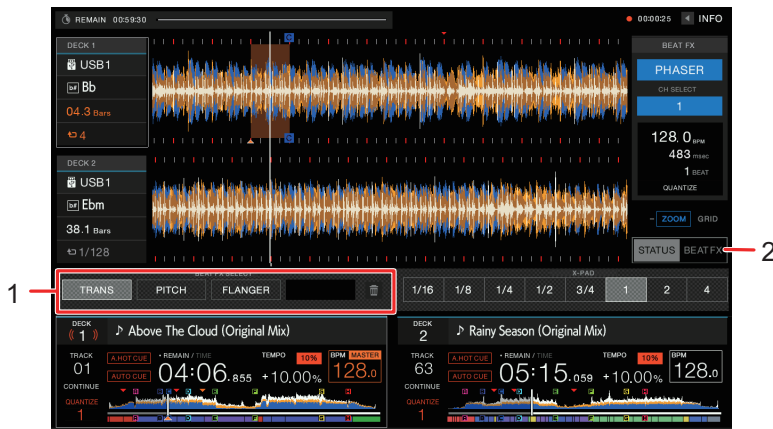 REMAIN 00:59:30
00:00:25 INFO
DECK 1
USB1
Bb
04.3 Bars
4
DECK 2
USB1
Ebm
38.1 Bars
1/128
BEAT FX
PHASER
CH SELECT
1
128.0 BPM
483 msec
1 BEAT
QUANTIZE
- ZOOM GRID
STATUS BEAT FX
2
1
BEAT FX SELECT
TRANS PITCH FLANGER
X-PAD
1/16 1/8 1/4 1/2 3/4 1 2 4
DECK
1
♪ Above The Cloud (Original Mix)
TRACK
01
CONTINUE
QUANTIZE
1
A.HOT CUE
AUTO CUE
REMAIN / TIME
04:06.855
TEMPO 10%
+10.00%
BPM MASTER
128.0
DECK
2
♪ Rainy Season (Original Mix)
TRACK
63
CONTINUE
QUANTIZE
1
A.HOT CUE
AUTO CUE
REMAIN / TIME
05:15.059
TEMPO 10%
+10.00%
BPM
128.0